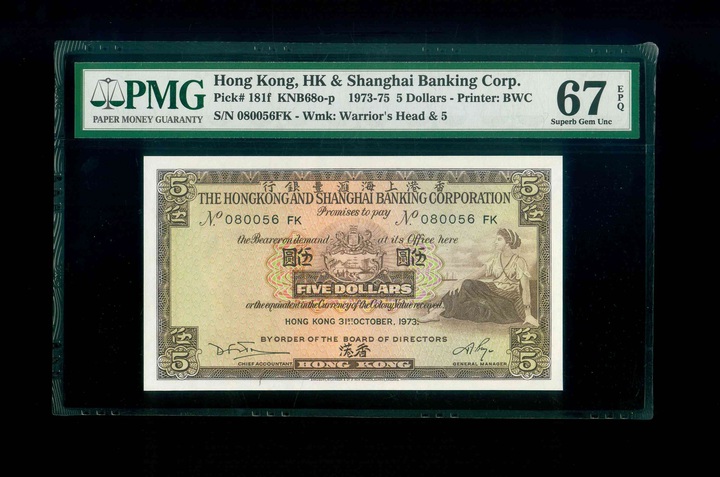 PMG
PAPER MONEY GUARANTY
Hong Kong, HK & Shanghai Banking Corp.
Pick# 181f KNB68o-p 1973-75 5 Dollars - Printer: BWC
S/N 080056FK - Wmk: Warrior's Head & 5
67 EPQ
Superb Gem Unc
5 行銀豐滙海上港香 5
伍 THE HONGKONG AND SHANGHAI BANKING CORPORATION 伍
Promises to pay
No 080056 FK No 080056 FK
the Bearer on demand at its Office here
圓伍 圓伍
FIVE DOLLARS
or the equivalent in the Currency of the Colony Value received.
HONG KONG 31ST OCTOBER, 1973.
BY ORDER OF THE BOARD OF DIRECTORS
伍 港香 伍
CHIEF ACCOUNTANT GENERAL MANAGER
5 HONG KONG 5